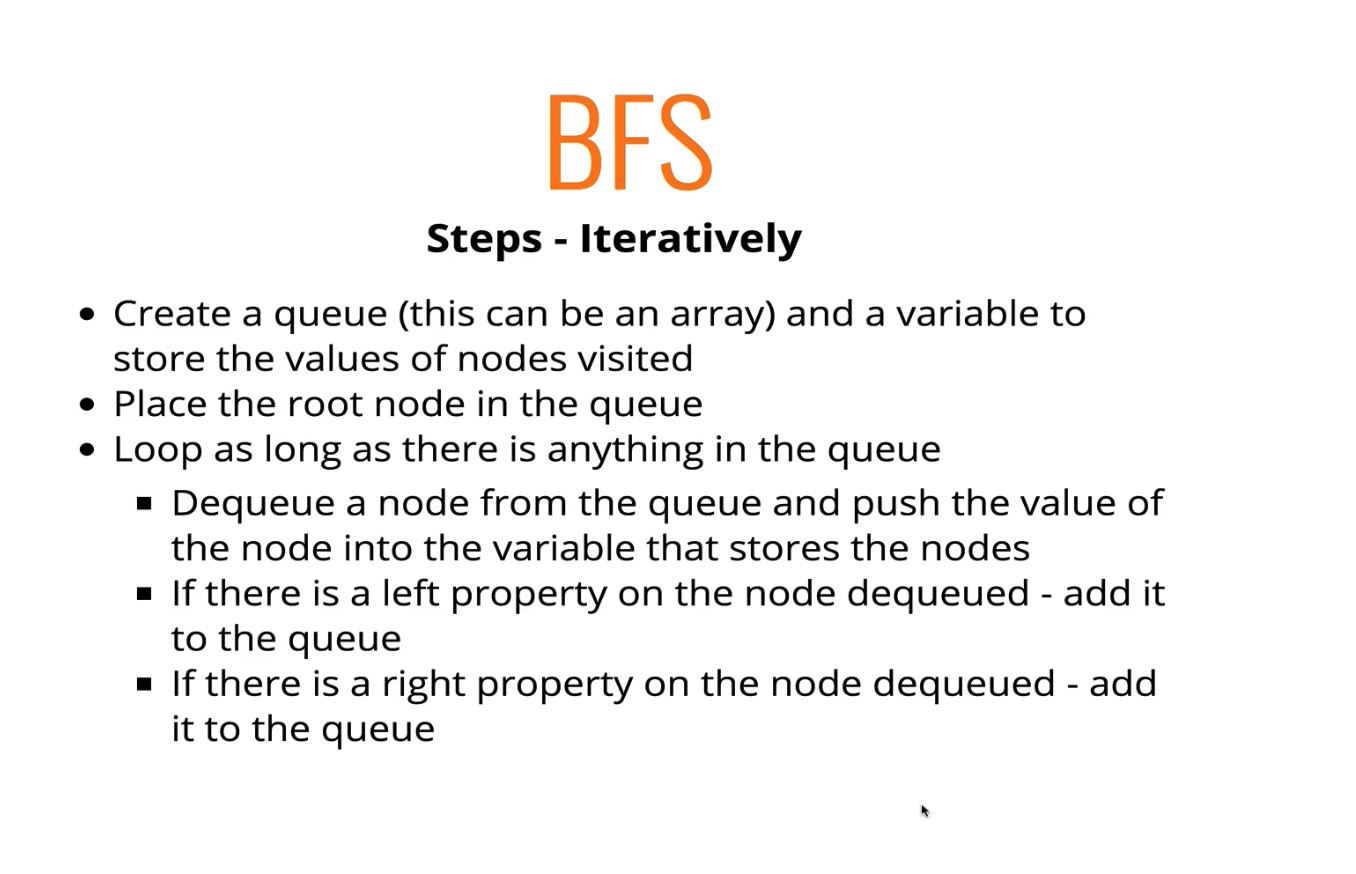 BFS
Steps - Iteratively
• Create a queue (this can be an array) and a variable to
store the values of nodes visited
• Place the root node in the queue
• Loop as long as there is anything in the queue
▪ Dequeue a node from the queue and push the value of
the node into the variable that stores the nodes
▪ If there is a left property on the node dequeued - add it
to the queue
▪ If there is a right property on the node dequeued - add
it to the queue